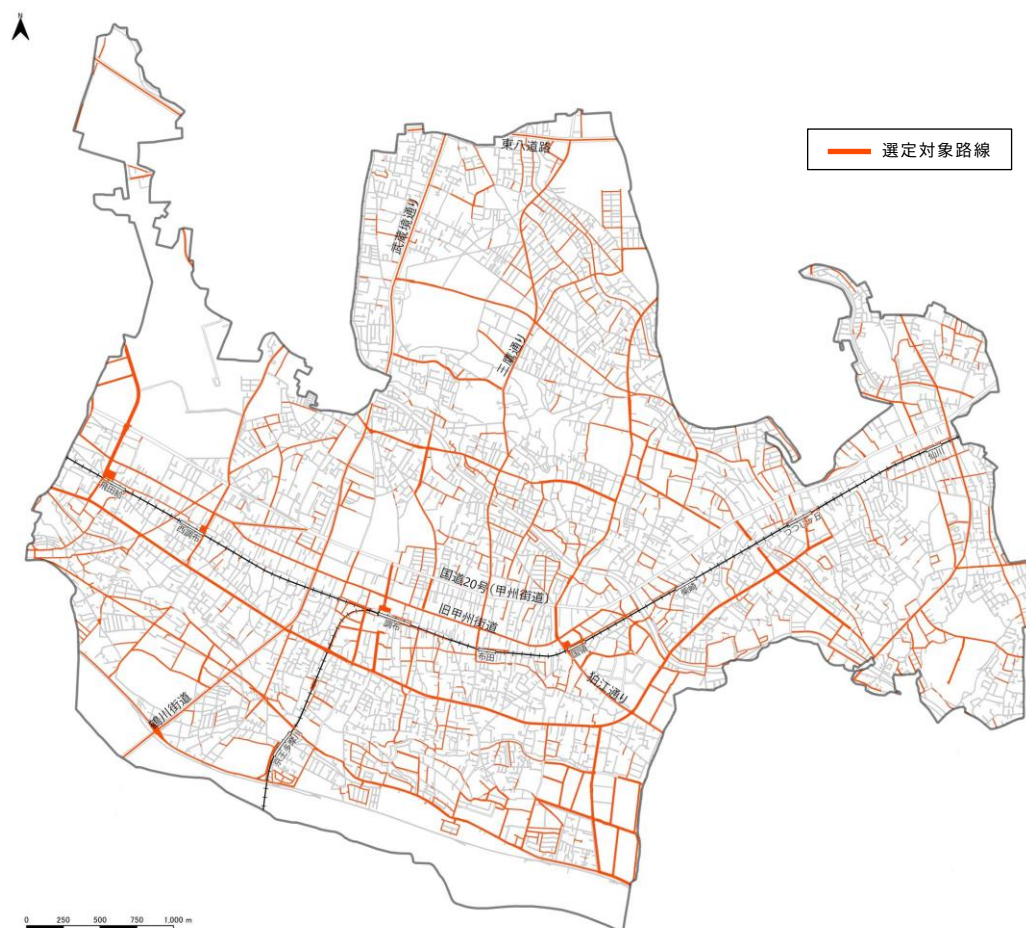 N
東八道路
選定対象路線
武蔵境通り
三鷹通り
仙川
つつじヶ丘
飛田給
西調布
国道20号(甲州街道)
柴崎
旧甲州街道
調布
布田
国領
狛江通り
鶴川街道
京王多摩川
0 250 500 750 1,000 m